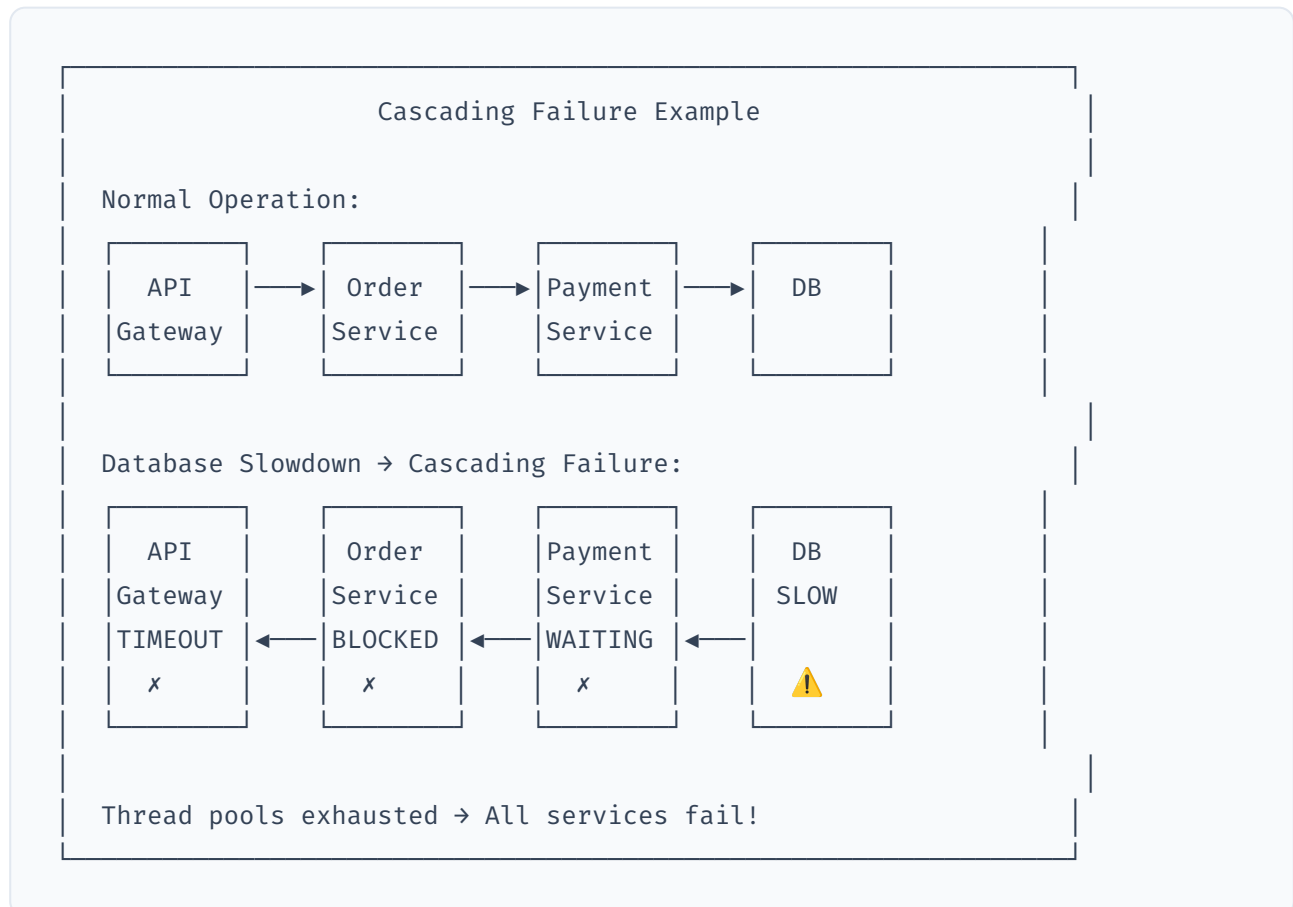 Cascading Failure Example
Normal Operation:
API Order Payment DB
Gateway Service Service
Database Slowdown → Cascading Failure:
API Order Payment DB
Gateway Service Service SLOW
TIMEOUT BLOCKED WAITING
✗ ✗ ✗ ⚠️
Thread pools exhausted → All services fail!